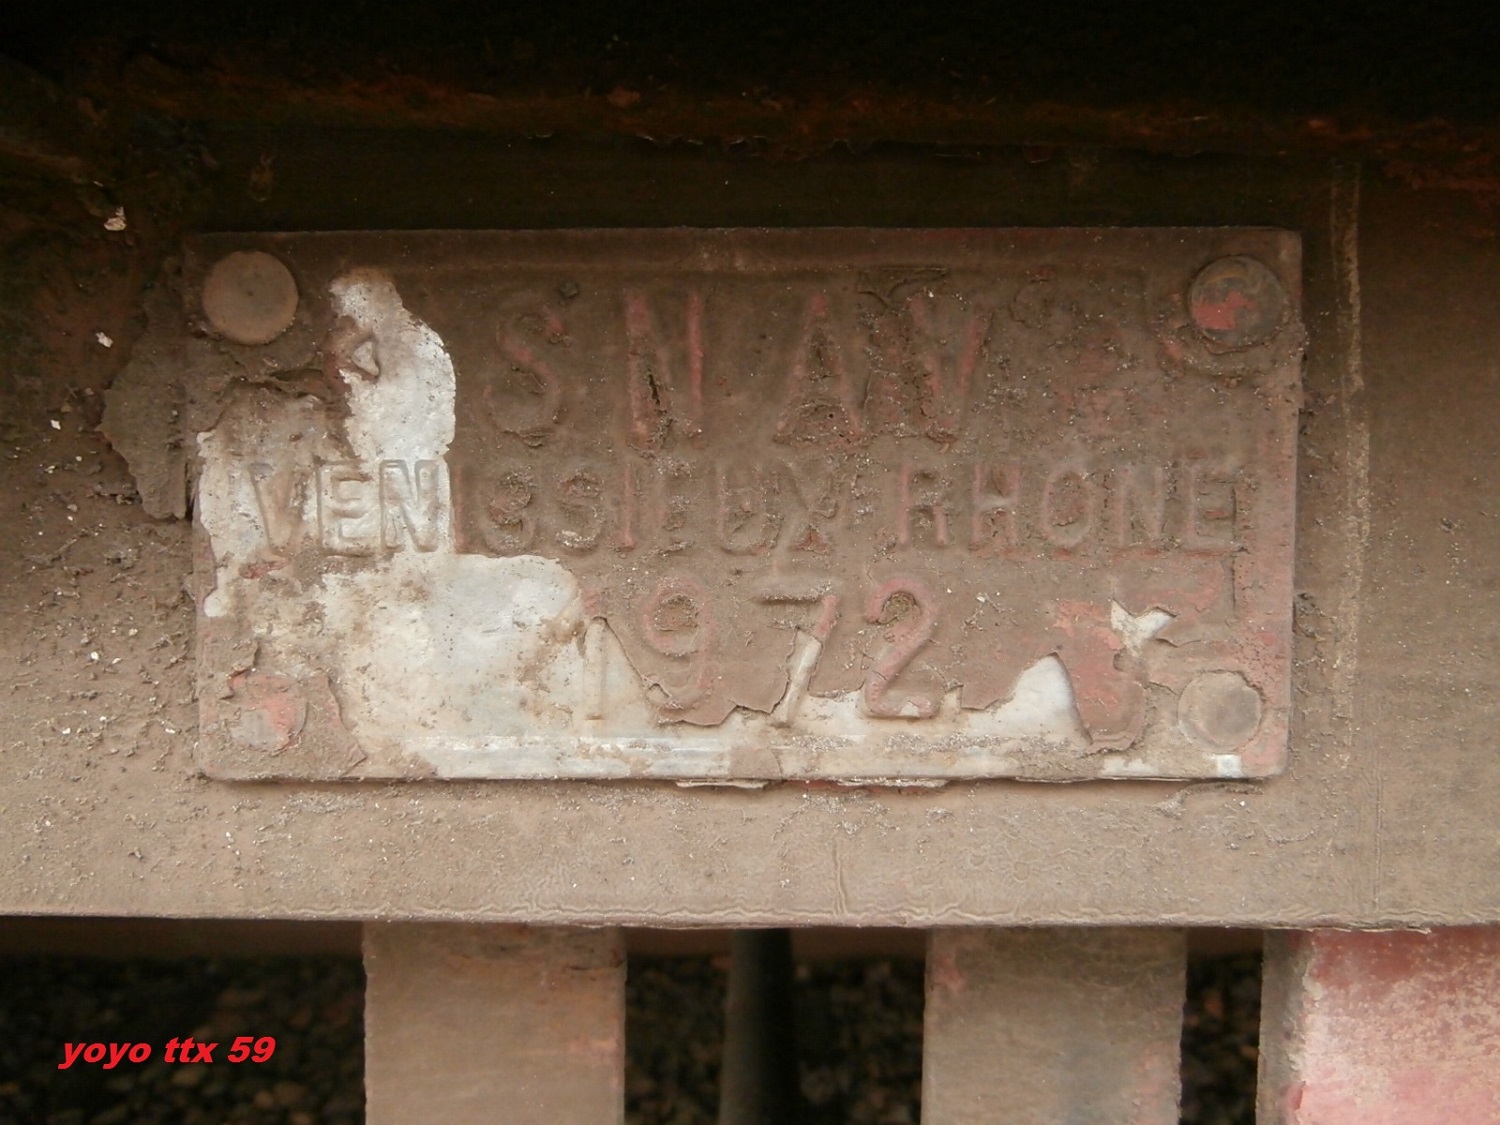 SNAV
VENISSIEUX RHONE
1972
yoyo ttx 59